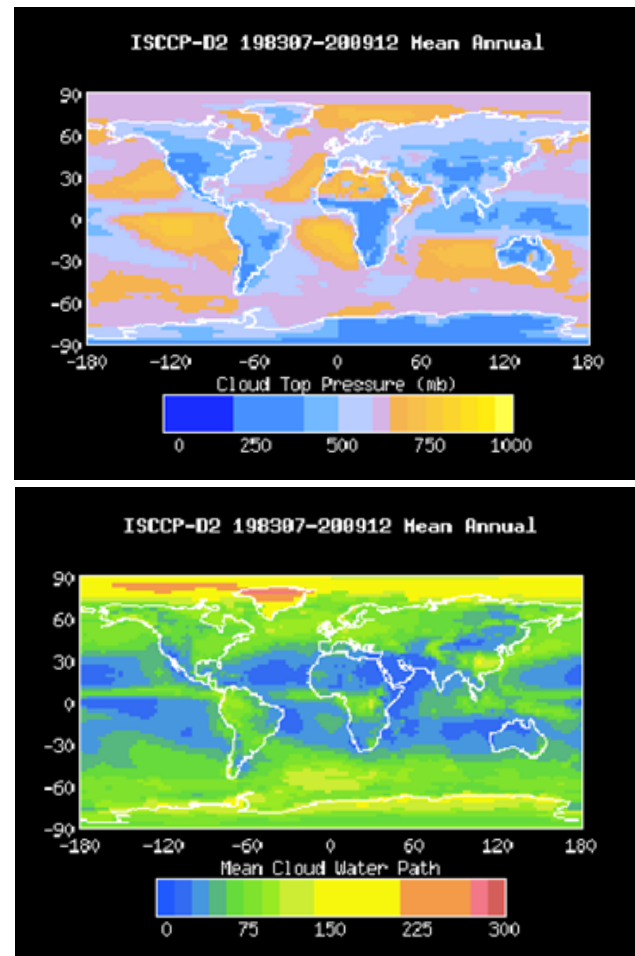 ISCCP-D2 198307-200912 Mean Annual
90
60
30
0
-30
-60
-90
-180 -120 -60 0 60 120 180
Cloud Top Pressure (mb)
0 250 500 750 1000
ISCCP-D2 198307-200912 Mean Annual
90
60
30
0
-30
-60
-90
-180 -120 -60 0 60 120 180
Mean Cloud Water Path
0 75 150 225 300